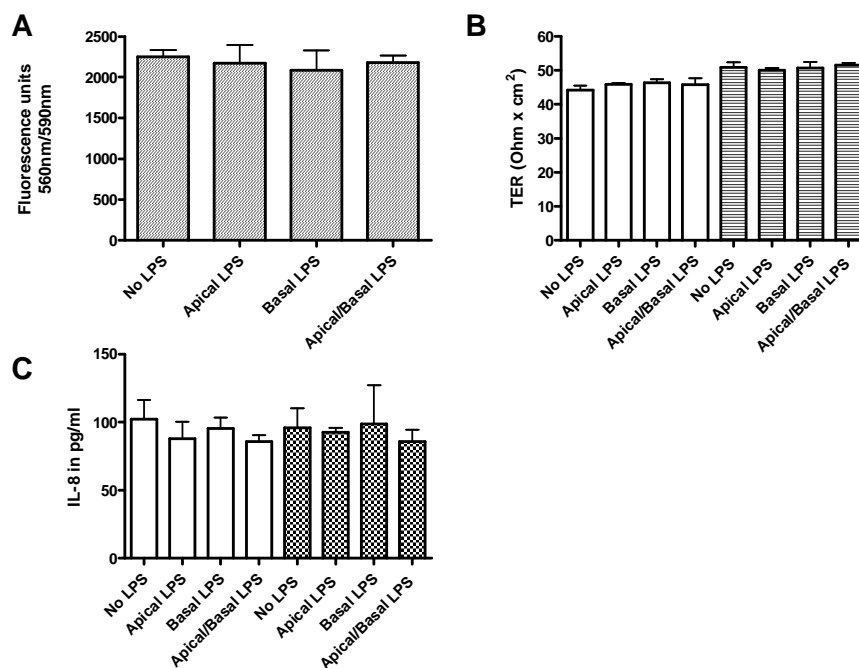 A
Fluorescence units
560nm/590nm
2500
2000
1500
1000
500
0
No LPS
Apical LPS
Basal LPS
Apical/Basal LPS
B
TER (Ohm x cm²)
60
50
40
30
20
10
0
No LPS
Apical LPS
Basal LPS
Apical/Basal LPS
No LPS
Apical LPS
Basal LPS
Apical/Basal LPS
C
IL-8 in pg/ml
150
100
50
0
No LPS
Apical LPS
Basal LPS
Apical/Basal LPS
No LPS
Apical LPS
Basal LPS
Apical/Basal LPS